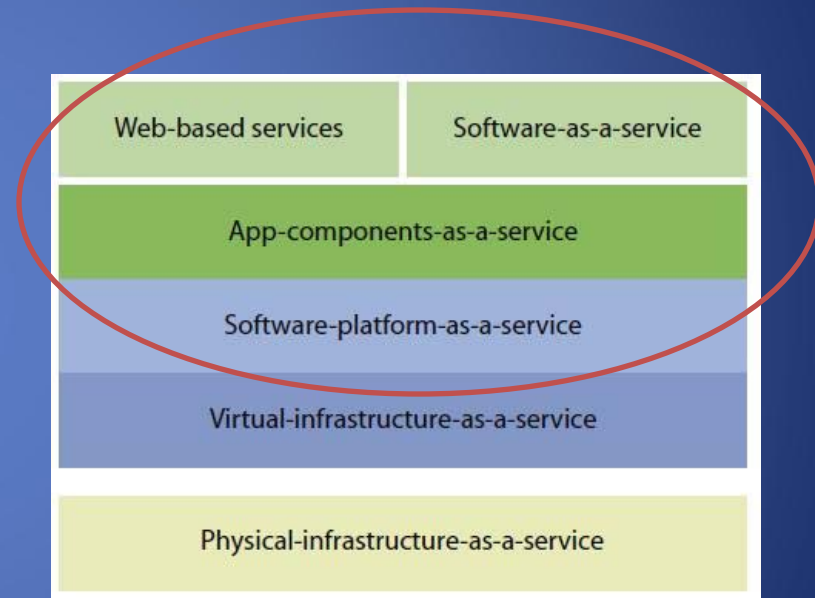 Web-based services
Software-as-a-service
App-components-as-a-service
Software-platform-as-a-service
Virtual-infrastructure-as-a-service
Physical-infrastructure-as-a-service